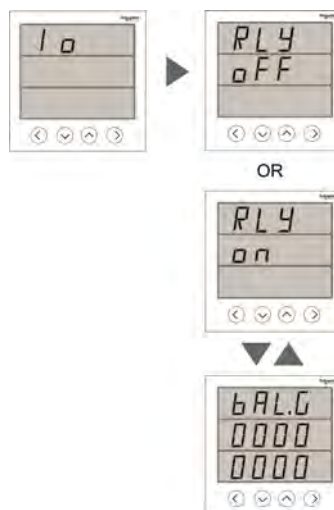 Io
RLY
oFF
OR
RLY
on
bAL.G
0000
0000